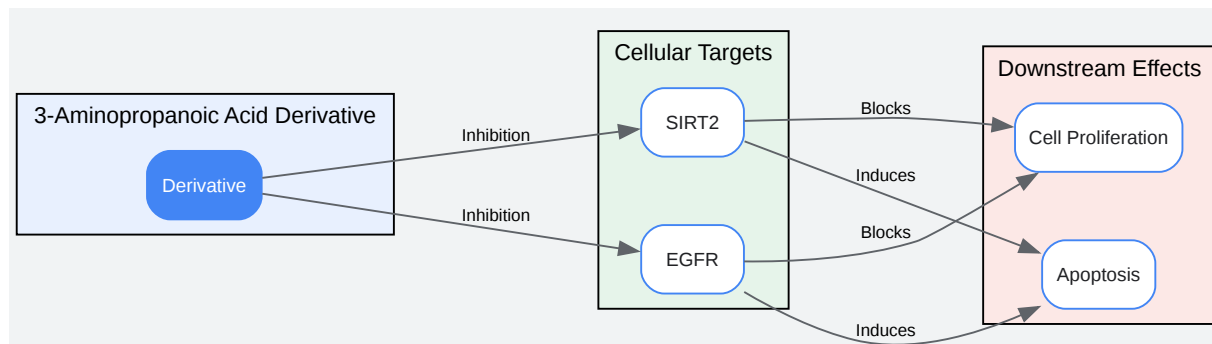 3-Aminopropanoic Acid Derivative
Derivative
Inhibition
Inhibition
Cellular Targets
SIRT2
EGFR
Blocks
Induces
Blocks
Induces
Downstream Effects
Cell Proliferation
Apoptosis